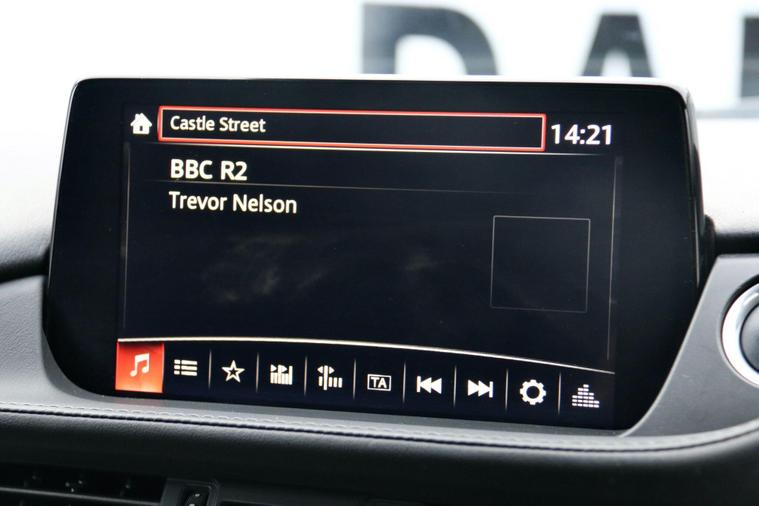 Castle Street
14:21
BBC R2
Trevor Nelson
TA